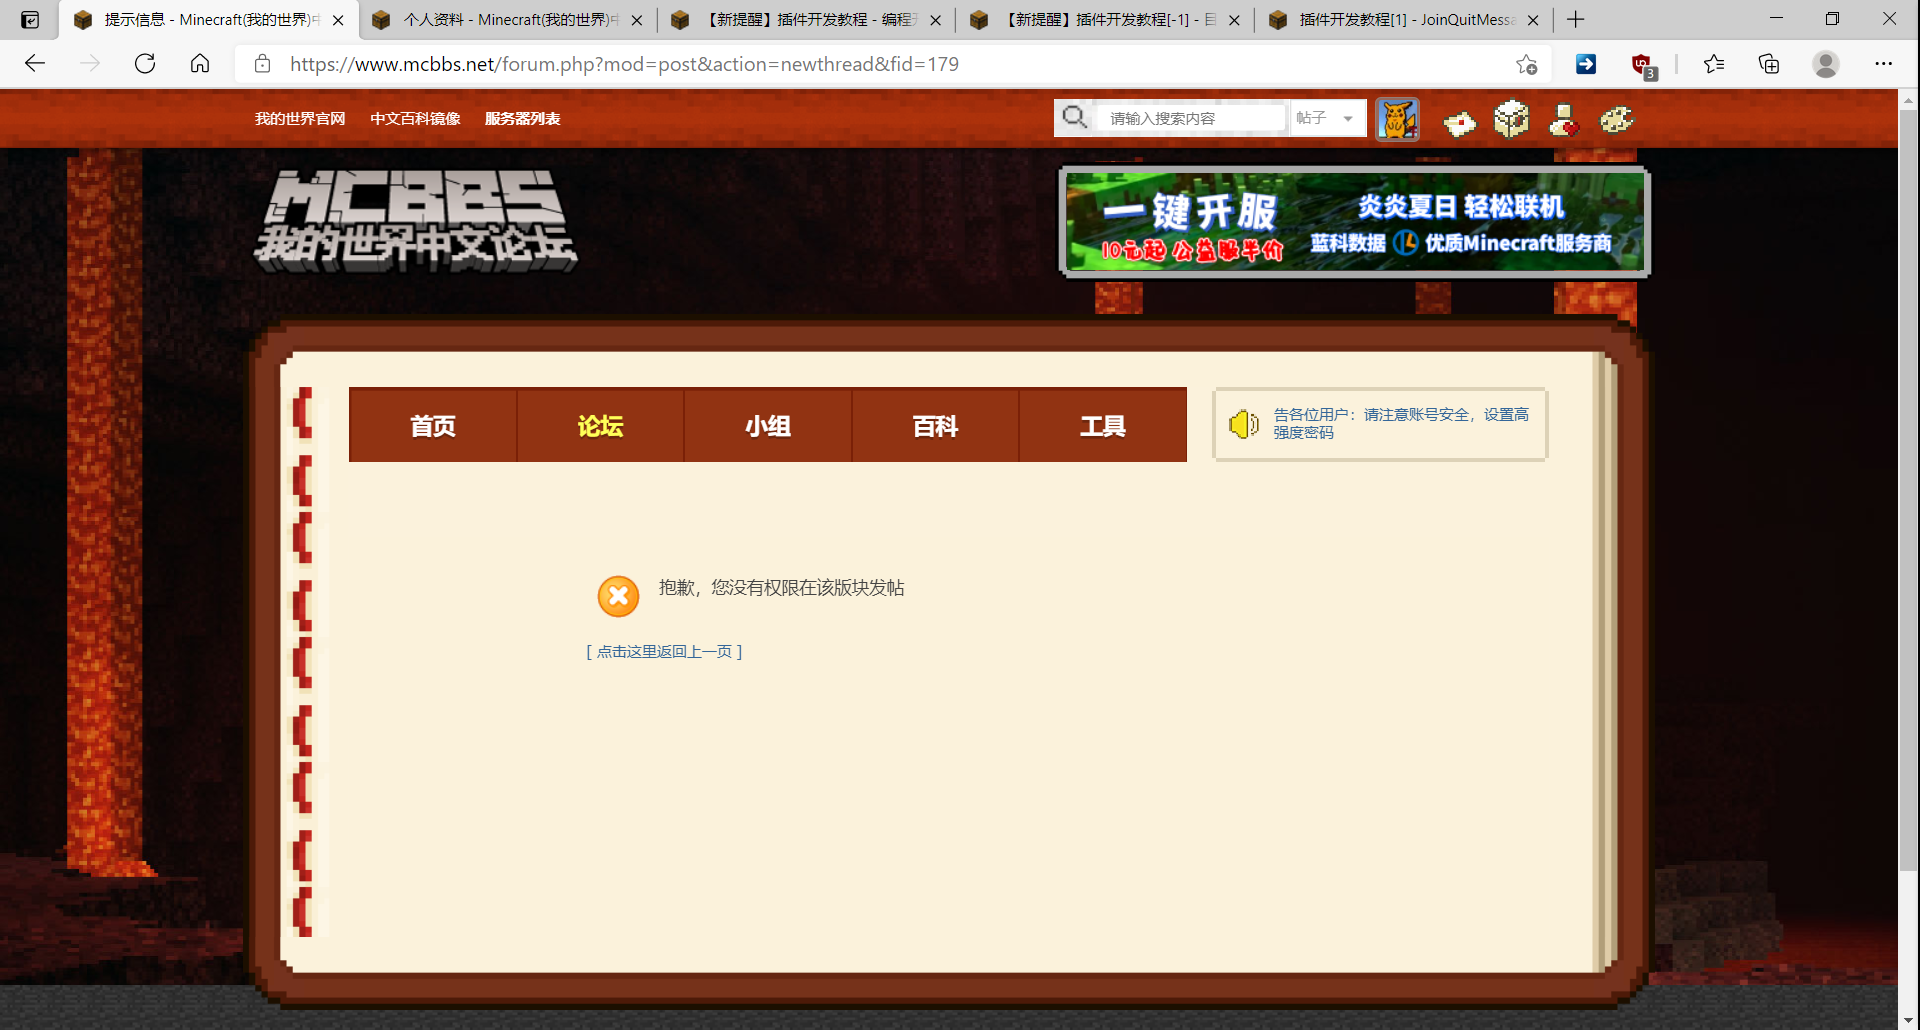 提示信息 - Minecraft(我的世界)
个人资料 - Minecraft(我的世界)
【新提醒】插件开发教程 - 编程
【新提醒】插件开发教程[-1] -
插件开发教程[1] - JoinQuitMess
https://www.mcbbs.net/forum.php?mod=post&action=newthread&fid=179
3
我的世界官网 中文百科镜像 服务器列表
请输入搜索内容 帖子
MCBBS
我的世界中文论坛
一键开服
10元起 公益服半价
炎炎夏日 轻松联机
蓝科数据 优质Minecraft服务商
首页 论坛 小组 百科 工具
告各位用户：请注意账号安全，设置高
强度密码
抱歉，您没有权限在该版块发帖
[ 点击这里返回上一页 ]